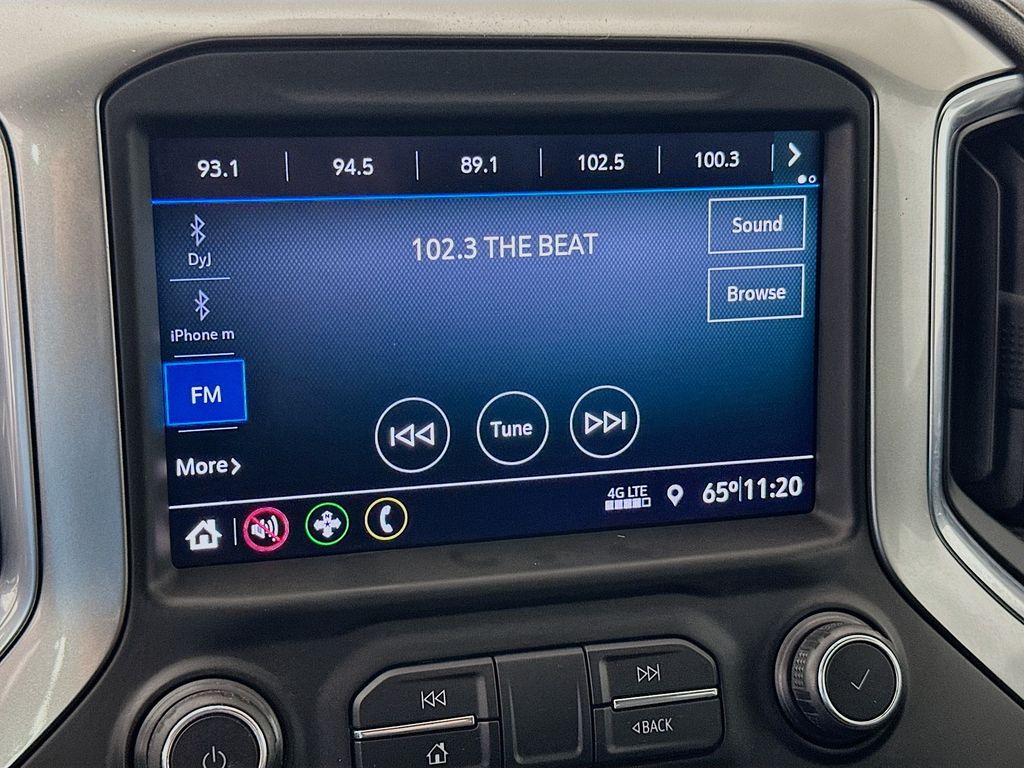 93.1 94.5 89.1 102.5 100.3
DyJ
102.3 THE BEAT
Sound
Browse
iPhone m
FM
Tune
More
4G LTE
65° 11:20
BACK